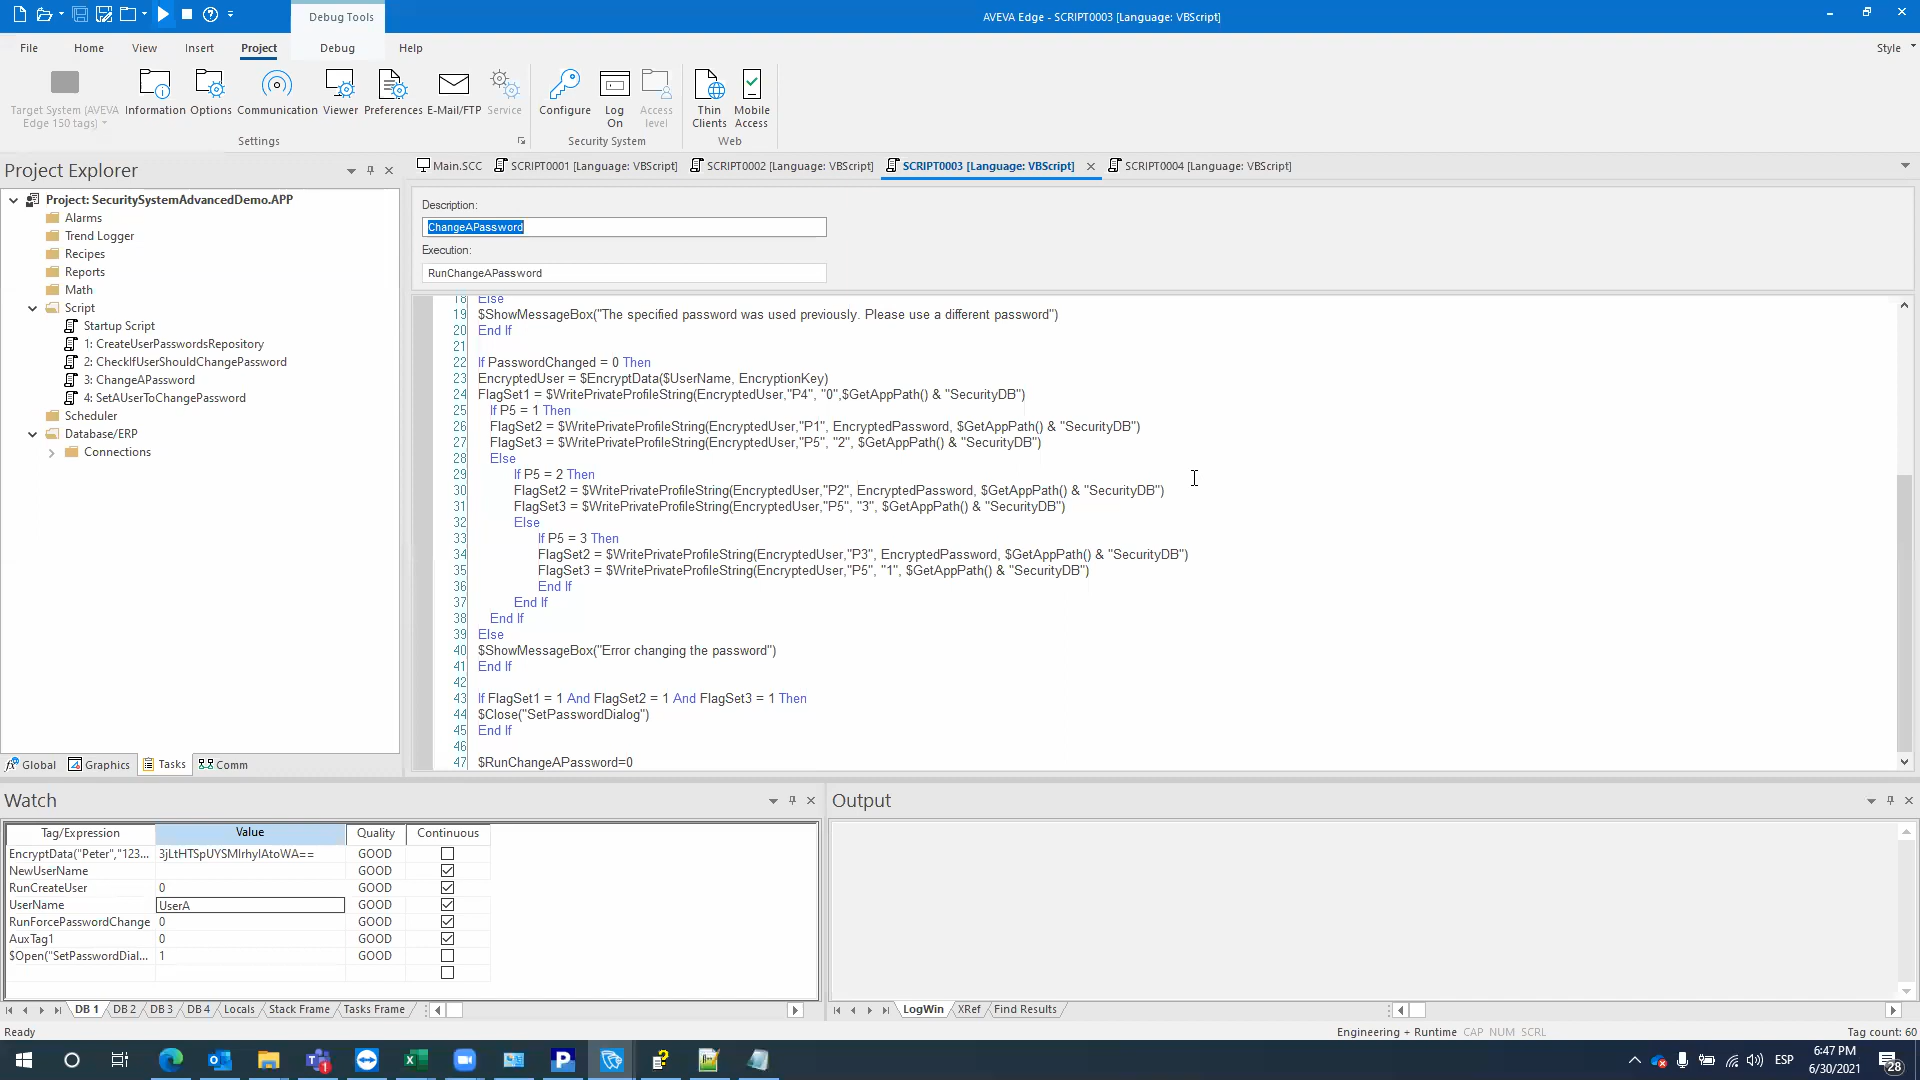 Debug Tools
AVEVA Edge - SCRIPT0003 [Language: VBScript]
File
Home
View
Insert
Project
Debug
Help
Style
Target System (AVEVA Edge 150 tags)
Information
Options
Communication
Viewer
Preferences
E-Mail/FTP
Service
Configure
Log On
Access level
Thin Clients
Mobile Access
Settings
Security System
Web
Project Explorer
Main.SCC
SCRIPT0001 [Language: VBScript]
SCRIPT0002 [Language: VBScript]
SCRIPT0003 [Language: VBScript]
SCRIPT0004 [Language: VBScript]
Project: SecuritySystemAdvancedDemo.APP
Alarms
Trend Logger
Recipes
Reports
Math
Script
Startup Script
1: CreateUserPasswordsRepository
2: CheckIfUserShouldChangePassword
3: ChangeAPassword
4: SetAUserToChangePassword
Scheduler
Database/ERP
Connections
Global
Graphics
Tasks
Comm
Description:
ChangeAPassword
Execution:
RunChangeAPassword
18 Else
19 $ShowMessageBox("The specified password was used previously. Please use a different password")
20 End If
21
22 If PasswordChanged = 0 Then
23 EncryptedUser = $EncryptData($UserName, EncryptionKey)
24 FlagSet1 = $WritePrivateProfileString(EncryptedUser,"P4", "0",$GetAppPath() & "SecurityDB")
25 If P5 = 1 Then
26 FlagSet2 = $WritePrivateProfileString(EncryptedUser,"P1", EncryptedPassword, $GetAppPath() & "SecurityDB")
27 FlagSet3 = $WritePrivateProfileString(EncryptedUser,"P5", "2", $GetAppPath() & "SecurityDB")
28 Else
29 If P5 = 2 Then
30 FlagSet2 = $WritePrivateProfileString(EncryptedUser,"P2", EncryptedPassword, $GetAppPath() & "SecurityDB")
31 FlagSet3 = $WritePrivateProfileString(EncryptedUser,"P5", "3", $GetAppPath() & "SecurityDB")
32 Else
33 If P5 = 3 Then
34 FlagSet2 = $WritePrivateProfileString(EncryptedUser,"P3", EncryptedPassword, $GetAppPath() & "SecurityDB")
35 FlagSet3 = $WritePrivateProfileString(EncryptedUser,"P5", "1", $GetAppPath() & "SecurityDB")
36 End If
37 End If
38 End If
39 Else
40 $ShowMessageBox("Error changing the password")
41 End If
42
43 If FlagSet1 = 1 And FlagSet2 = 1 And FlagSet3 = 1 Then
44 $Close("SetPasswordDialog")
45 End If
46
47 $RunChangeAPassword=0
Watch
Tag/Expression Value Quality Continuous
EncryptData("Peter","123... 3jLtHTSpUYSMIrhyIAtoWA== GOOD
NewUserName GOOD
RunCreateUser 0 GOOD
UserName UserA GOOD
RunForcePasswordChange 0 GOOD
AuxTag1 0 GOOD
$Open("SetPasswordDial... 1 GOOD
DB 1
DB 2
DB 3
DB 4
Locals
Stack Frame
Tasks Frame
Output
LogWin
XRef
Find Results
Ready
Engineering + Runtime CAP NUM SCRL
Tag count: 60
ESP
6:47 PM
6/30/2021
28
1